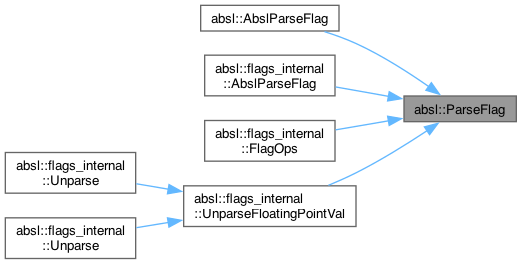 absl::AbslParseFlag
absl::flags_internal
::AbslParseFlag
absl::ParseFlag
absl::flags_internal
::FlagOps
absl::flags_internal
::Unparse
absl::flags_internal
::UnparseFloatingPointVal
absl::flags_internal
::Unparse